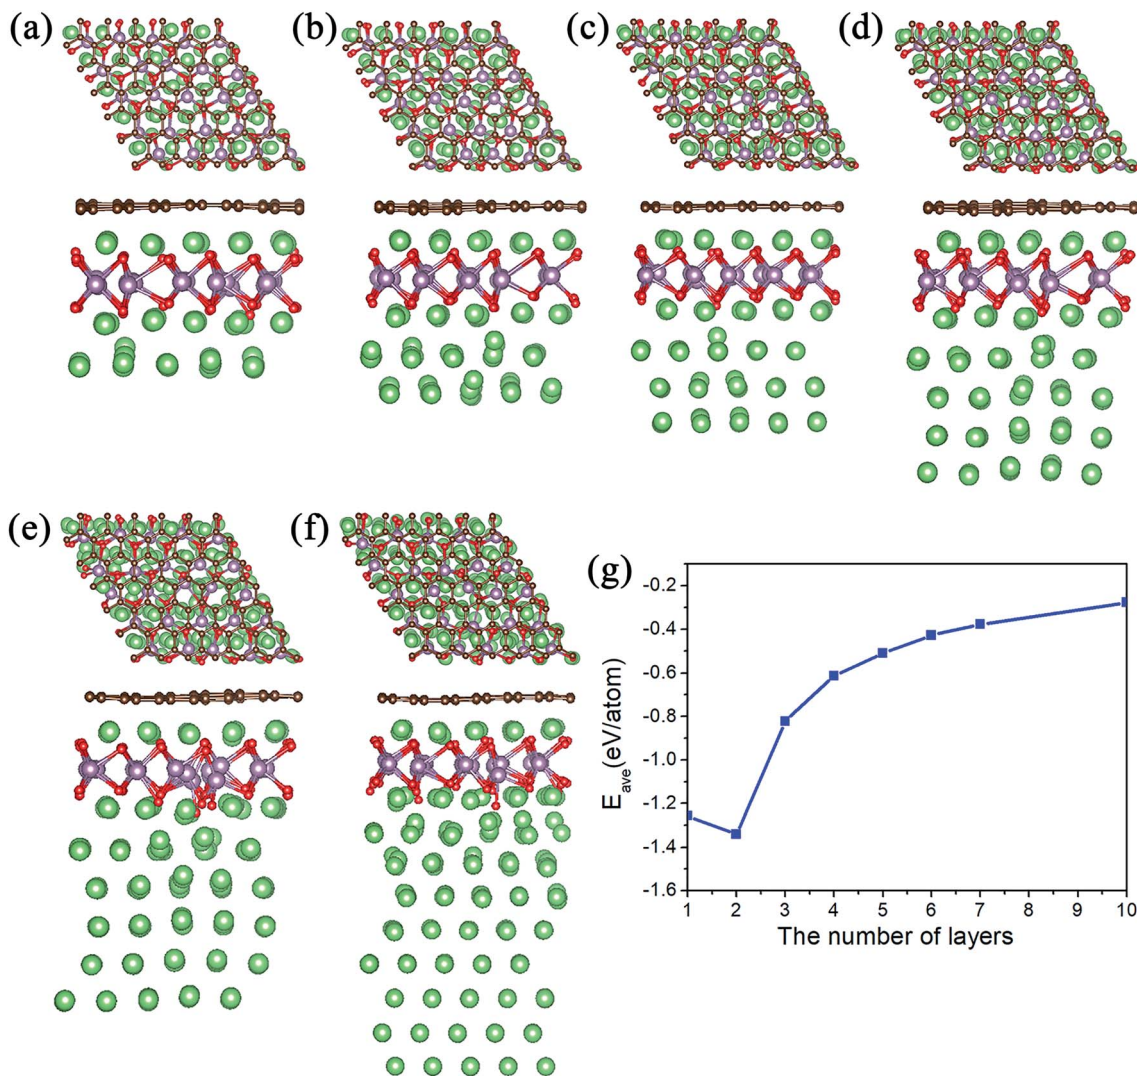 (a) (b) (c) (d)
(e) (f) (g)
-0.2
-0.4
-0.6
-0.8
-1.0
-1.2
-1.4
-1.6
E_ave(eV/atom)
1 2 3 4 5 6 7 8 9 10
The number of layers